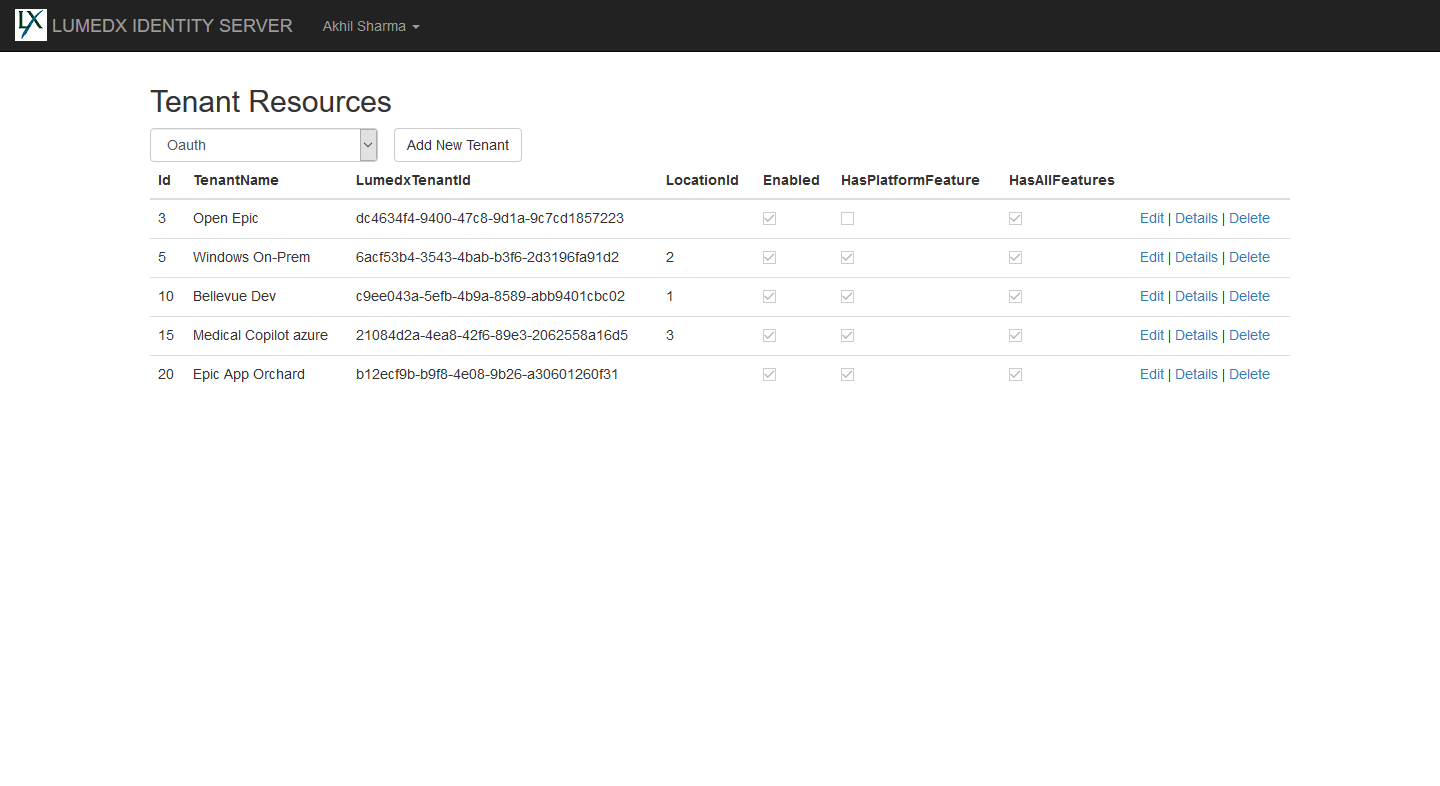 LX LUMEDX IDENTITY SERVER Akhil Sharma
Tenant Resources
Oauth Add New Tenant
Id TenantName LumedxTenantId LocationId Enabled HasPlatformFeature HasAllFeatures
3 Open Epic dc4634f4-9400-47c8-9d1a-9c7cd1857223 Edit | Details | Delete
5 Windows On-Prem 6acf53b4-3543-4bab-b3f6-2d3196fa91d2 2 Edit | Details | Delete
10 Bellevue Dev c9ee043a-5efb-4b9a-8589-abb9401cbc02 1 Edit | Details | Delete
15 Medical Copilot azure 21084d2a-4ea8-42f6-89e3-2062558a16d5 3 Edit | Details | Delete
20 Epic App Orchard b12ecf9b-b9f8-4e08-9b26-a30601260f31 Edit | Details | Delete